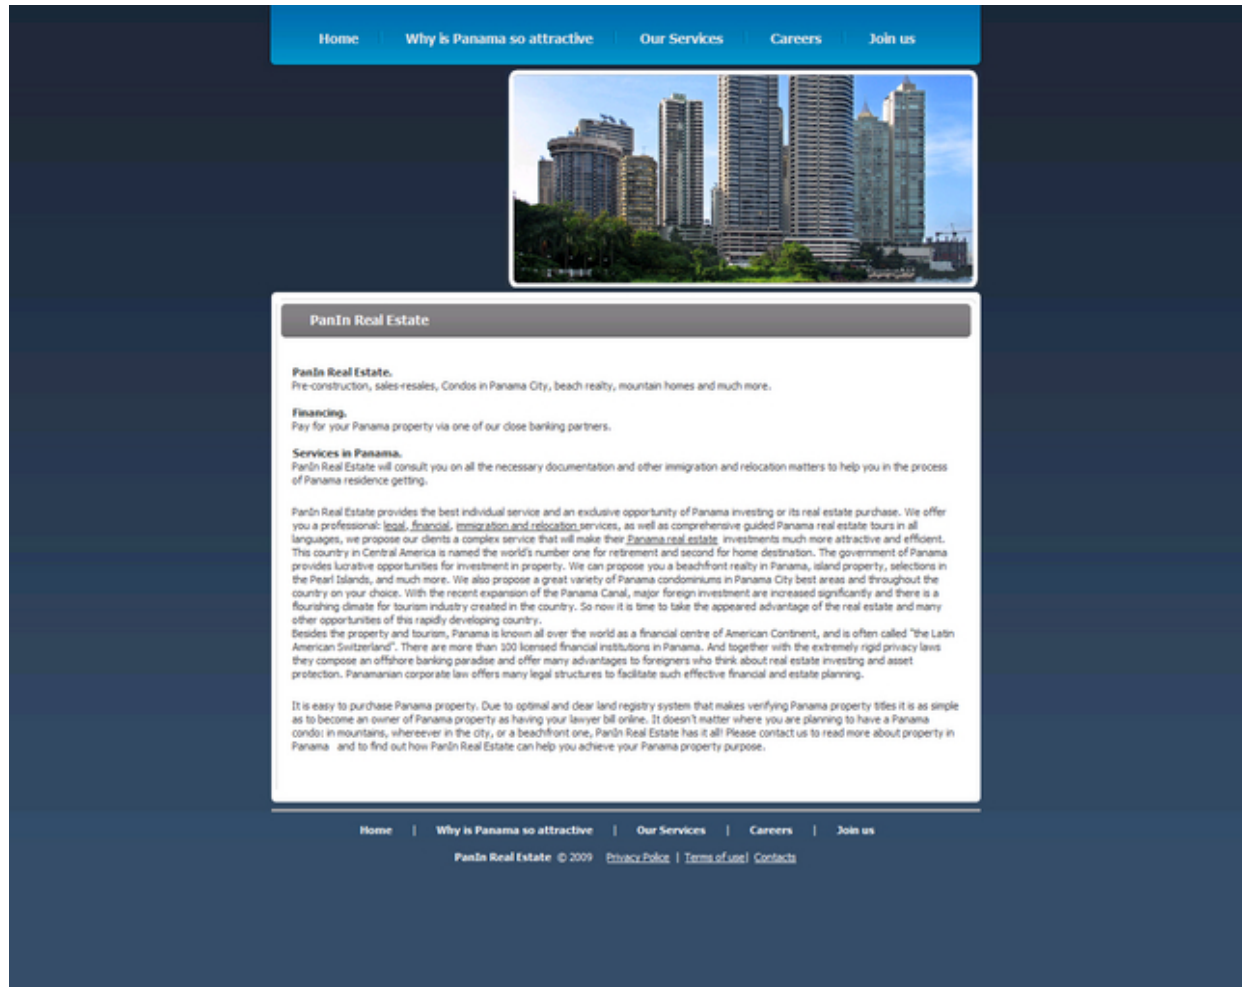 Home Why is Panama so attractive Our Services Careers Join us
PanIn Real Estate
PanIn Real Estate.
Pre-construction, sales-resales, Condos in Panama City, beach realty, mountain homes and much more.
Financing.
Pay for your Panama property via one of our close banking partners.
Services in Panama.
PanIn Real Estate will consult you on all the necessary documentation and other immigration and relocation matters to help you in the process
of Panama residence getting.
PanIn Real Estate provides the best individual service and an exclusive opportunity of Panama investing or its real estate purchase. We offer
you a professional: legal, financial, immigration and relocation services, as well as comprehensive guided Panama real estate tours in all
languages, we propose our clients a complex service that will make their Panama real estate investments much more attractive and efficient.
This country in Central America is named the world's number one for retirement and second for home destination. The government of Panama
provides lucrative opportunities for investment in property. We can propose you a beachfront realty in Panama, island property, selections in
the Pearl Islands, and much more. We also propose a great variety of Panama condominiums in Panama City best areas and throughout the
country on your choice. With the recent expansion of the Panama Canal, major foreign investment are increased significantly and there is a
flourishing climate for tourism industry created in the country. So now it is time to take the appeared advantage of the real estate and many
other opportunities of this rapidly developing country.
Besides the property and tourism, Panama is known all over the world as a financial centre of American Continent, and is often called "the Latin
American Switzerland". There are more than 100 licensed financial institutions in Panama. And together with the extremely rigid privacy laws
they compose an offshore banking paradise and offer many advantages to foreigners who think about real estate investing and asset
protection. Panamanian corporate law offers many legal structures to facilitate such effective financial and estate planning.
It is easy to purchase Panama property. Due to optimal and clear land registry system that makes verifying Panama property titles it is as simple
as to become an owner of Panama property as having your lawyer bill online. It doesn't matter where you are planning to have a Panama
condo: in mountains, whereever in the city, or a beachfront one, PanIn Real Estate has it all! Please contact us to read more about property in
Panama and to find out how PanIn Real Estate can help you achieve your Panama property purpose.
Home | Why is Panama so attractive | Our Services | Careers | Join us
PanIn Real Estate © 2009 Privacy Police | Terms of use| Contacts